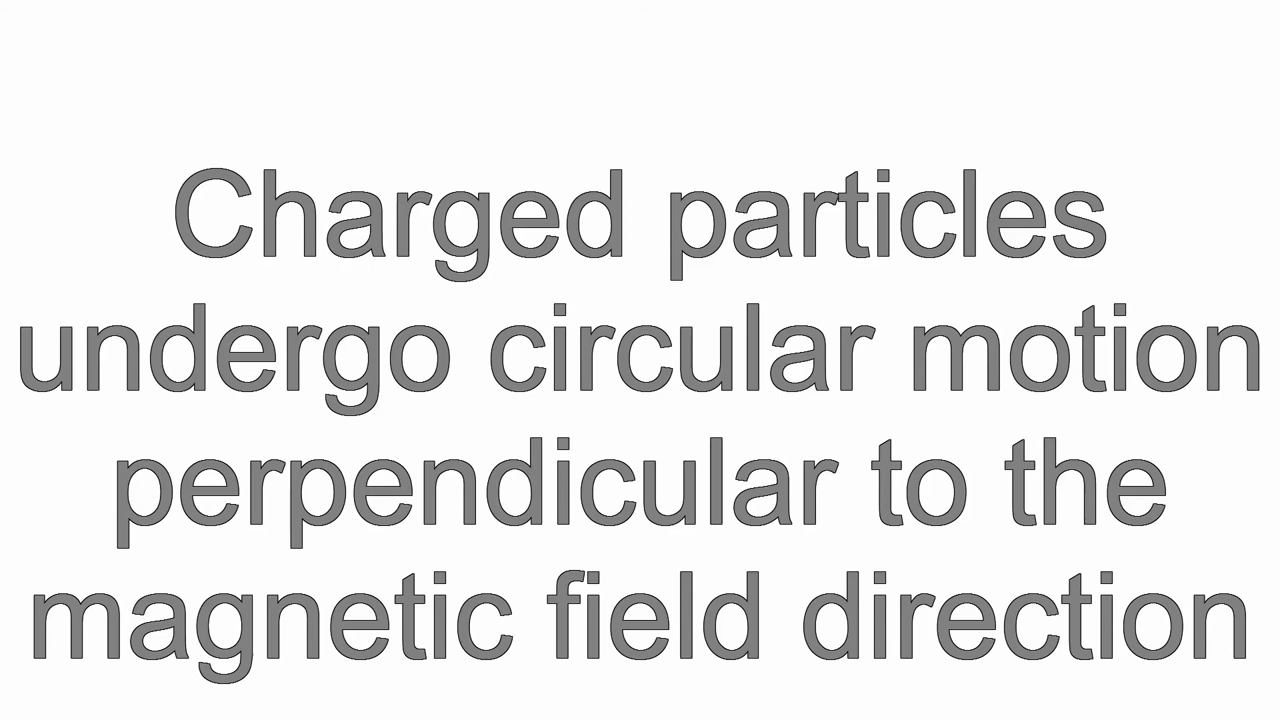 Charged particles
undergo circular motion
perpendicular to the
magnetic field direction